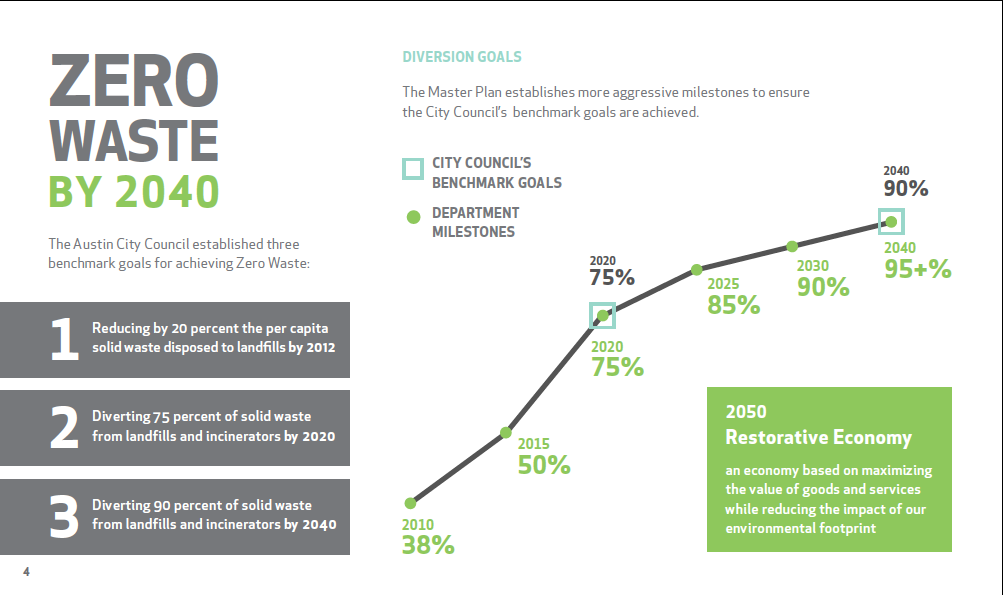 ZERO
WASTE
BY 2040
The Austin City Council established three
benchmark goals for achieving Zero Waste:
1
Reducing by 20 percent the per capita
solid waste disposed to landfills by 2012
2
Diverting 75 percent of solid waste
from landfills and incinerators by 2020
3
Diverting 90 percent of solid waste
from landfills and incinerators by 2040
4
DIVERSION GOALS
The Master Plan establishes more aggressive milestones to ensure
the City Council's benchmark goals are achieved.
CITY COUNCIL'S
BENCHMARK GOALS
DEPARTMENT
MILESTONES
2010
38%
2015
50%
2020
75%
2020
75%
2025
85%
2030
90%
2040
90%
2040
95+%
2050
Restorative Economy
an economy based on maximizing
the value of goods and services
while reducing the impact of our
environmental footprint